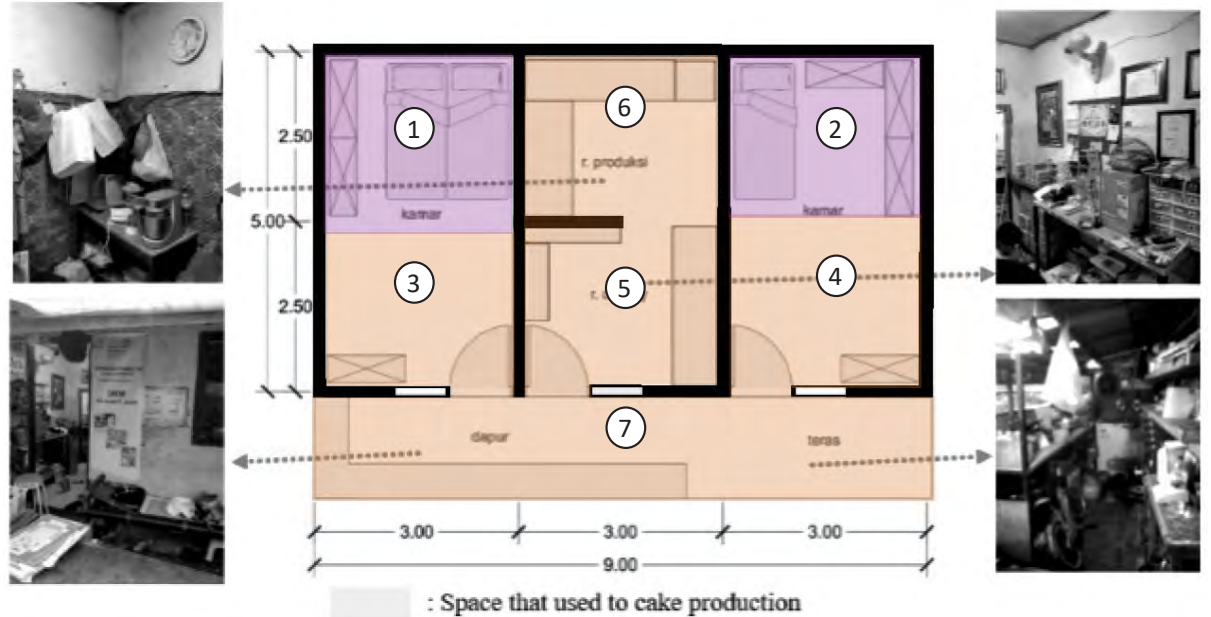 1
6
2
2.50
r. produksi
kamar
kamar
5.00
3
5
4
2.50
r.
7
dapur
teras
3.00
3.00
3.00
9.00
: Space that used to cake production